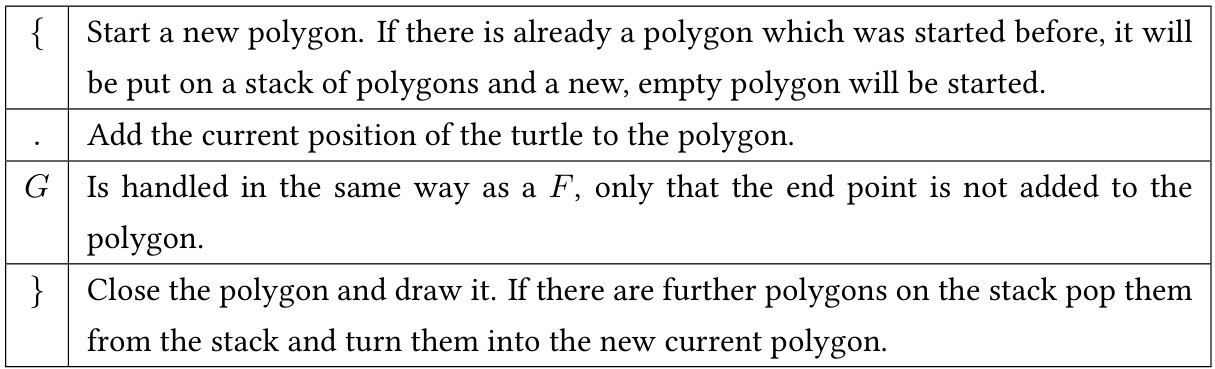 { Start a new polygon. If there is already a polygon which was started before, it will
be put on a stack of polygons and a new, empty polygon will be started.
. Add the current position of the turtle to the polygon.
G Is handled in the same way as a F, only that the end point is not added to the
polygon.
} Close the polygon and draw it. If there are further polygons on the stack pop them
from the stack and turn them into the new current polygon.